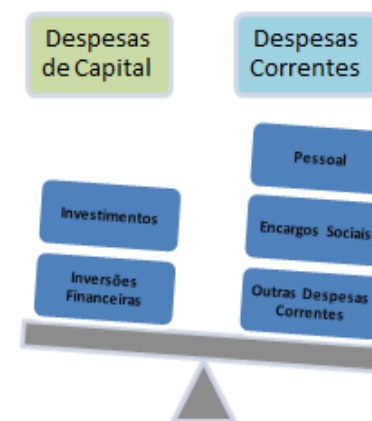 Despesas
de Capital
Despesas
Correntes
Pessoal
Investimentos
Encargos Sociais
Inversões
Financeiras
Outras Despesas
Correntes